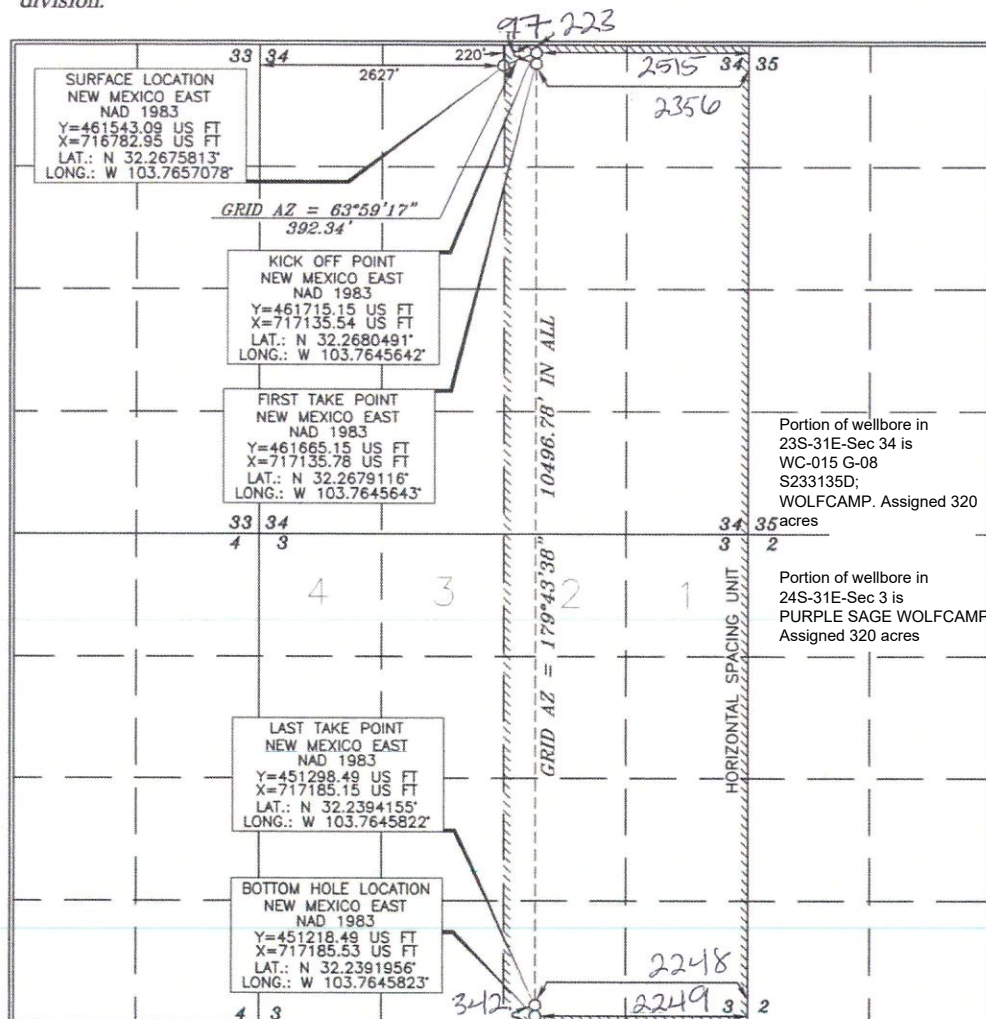 division.
97, 223
33 34
220'
2627'
2515
34 35
2356
SURFACE LOCATION
NEW MEXICO EAST
NAD 1983
Y=461543.09 US FT
X=716782.95 US FT
LAT.: N 32.2675813°
LONG.: W 103.7657078°
GRID AZ = 63°59'17"
392.34'
KICK OFF POINT
NEW MEXICO EAST
NAD 1983
Y=461715.15 US FT
X=717135.54 US FT
LAT.: N 32.2680491°
LONG.: W 103.7645642°
FIRST TAKE POINT
NEW MEXICO EAST
NAD 1983
Y=461665.15 US FT
X=717135.78 US FT
LAT.: N 32.2679116°
LONG.: W 103.7645643°
GRID AZ = 179°43'38" 10496.78' IN ALL
Portion of wellbore in
23S-31E-Sec 34 is
WC-015 G-08
S233135D;
WOLFCAMP. Assigned 320
acres
33 34
4 3
34 35
3 2
4 3 2 1
HORIZONTAL SPACING UNIT
Portion of wellbore in
24S-31E-Sec 3 is
PURPLE SAGE WOLFCAMP
Assigned 320 acres
LAST TAKE POINT
NEW MEXICO EAST
NAD 1983
Y=451298.49 US FT
X=717185.15 US FT
LAT.: N 32.2394155°
LONG.: W 103.7645822°
BOTTOM HOLE LOCATION
NEW MEXICO EAST
NAD 1983
Y=451218.49 US FT
X=717185.53 US FT
LAT.: N 32.2391956°
LONG.: W 103.7645823°
2248
342
2249
4 3
3 2